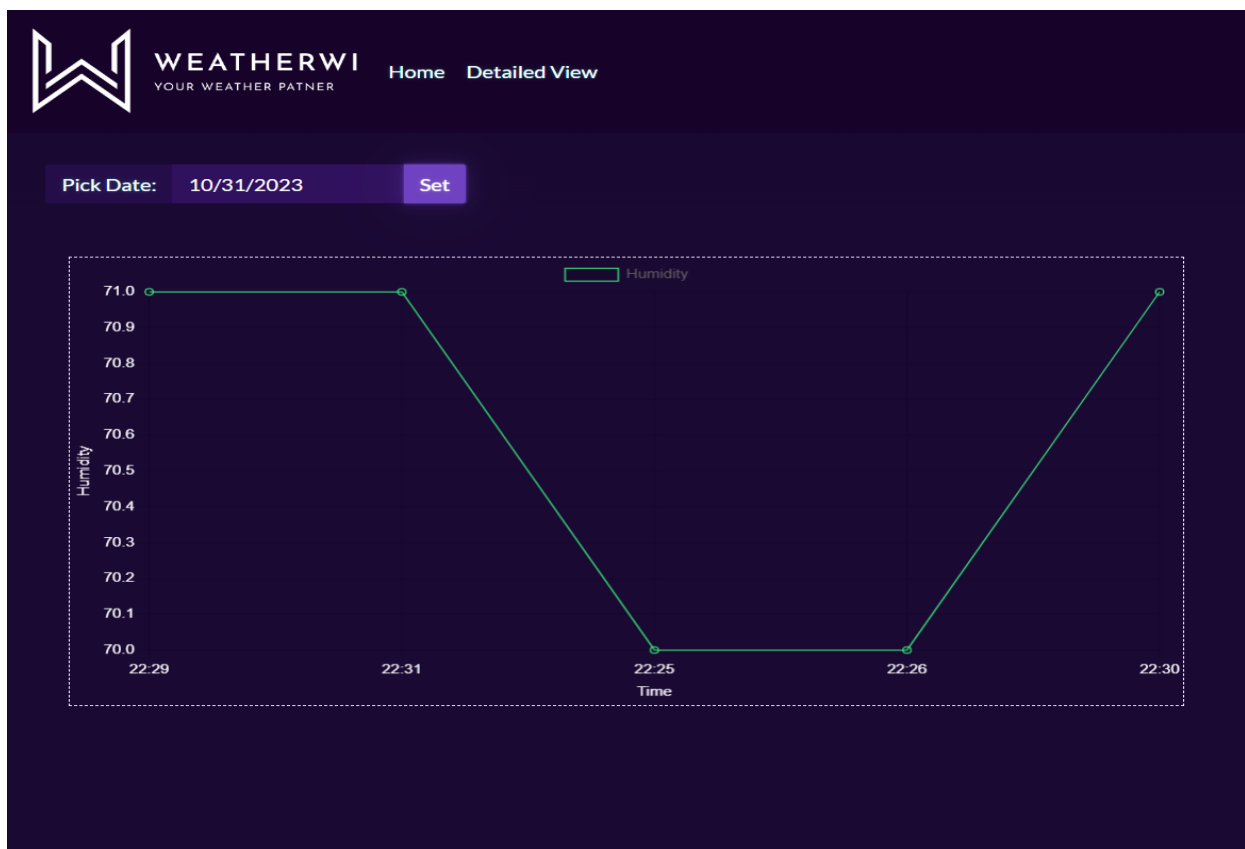 WEATHERWI
YOUR WEATHER PATNER
Home Detailed View
Pick Date: 10/31/2023 Set
Humidity
71.0
70.9
70.8
70.7
70.6
70.5
70.4
70.3
70.2
70.1
70.0
Humidity
22:29 22:31 22:25 22:26 22:30
Time